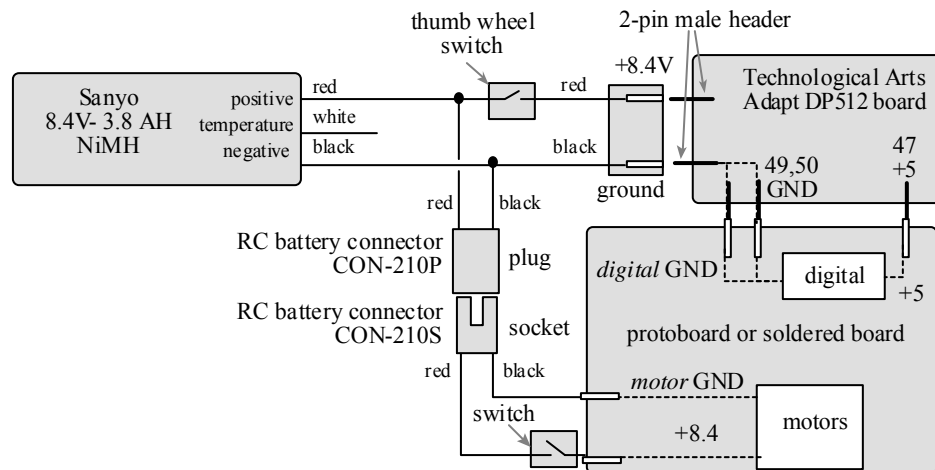 thumb wheel
switch
2-pin male header
+8.4V
Technological Arts
Adapt DP512 board
Sanyo
8.4V- 3.8 AH
NiMH
positive
temperature
negative
red
white
black
red
black
ground
49,50
GND
47
+5
red
black
RC battery connector
CON-210P
plug
RC battery connector
CON-210S
socket
digital GND
digital
+5
protoboard or soldered board
red
black
motor GND
motors
switch
+8.4